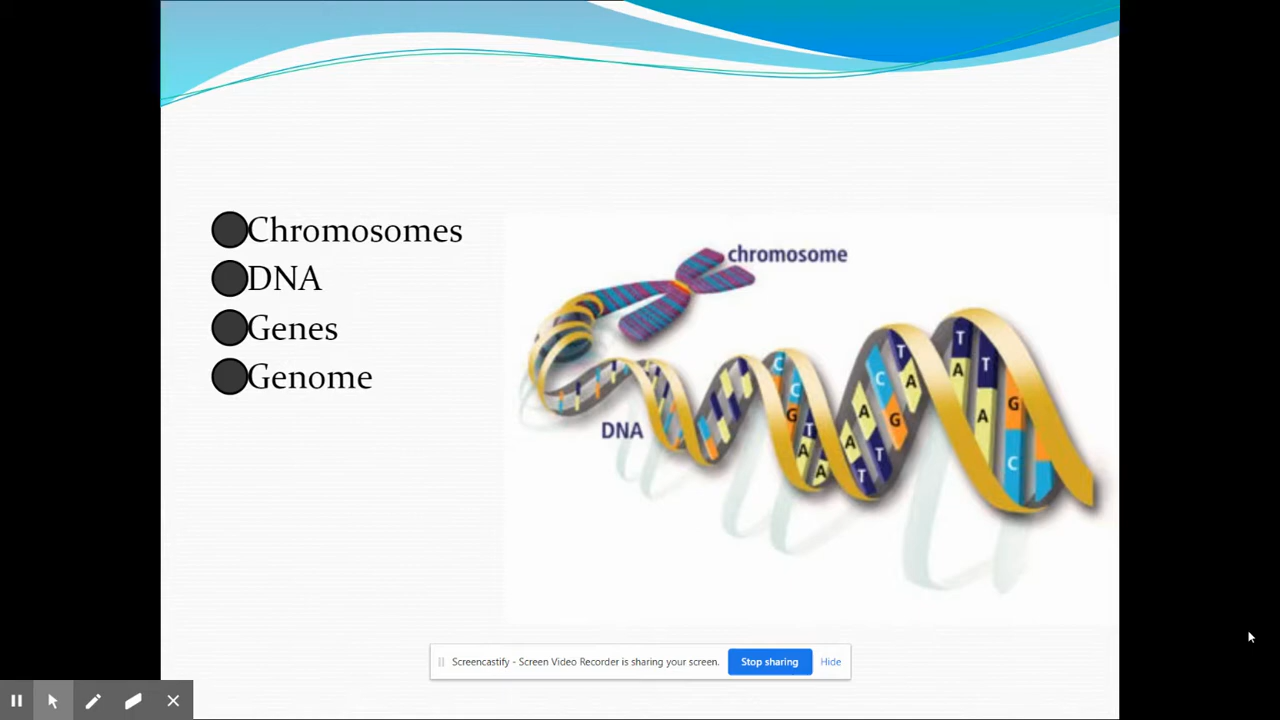 Chromosomes
DNA
Genes
Genome
chromosome
DNA
C
C
G
T
A
A
A
A
T
T
C
G
T
A
T
A
T
A
G
C
Screencastify - Screen Video Recorder is sharing your screen.
Stop sharing
Hide